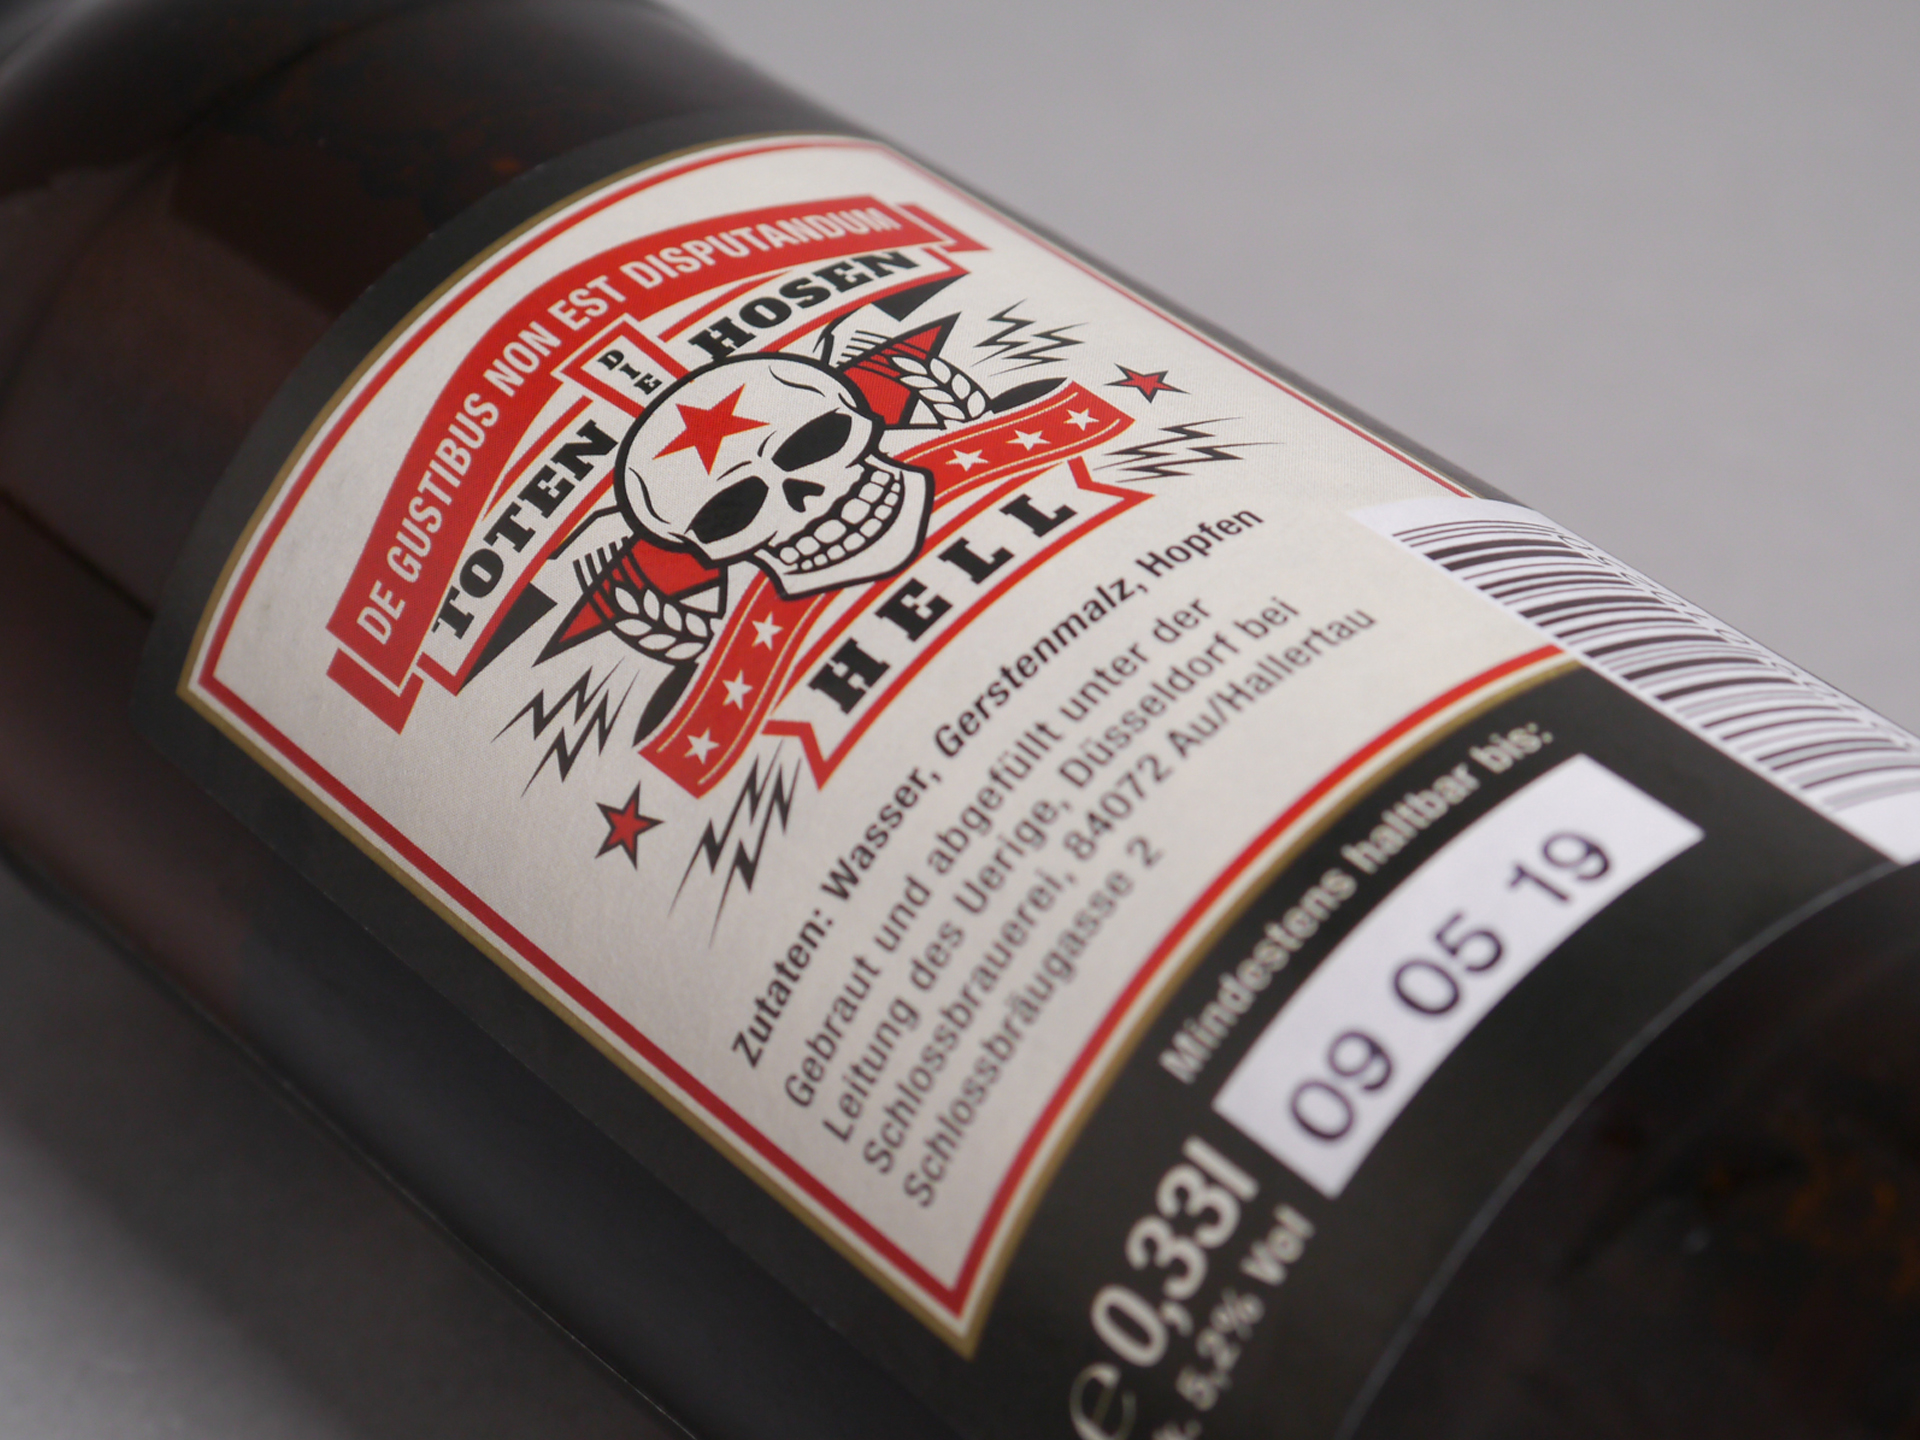 DE GUSTIBUS NON EST DISPUTANDUM
DIE
TOTEN HOSEN
HELL
Zutaten: Wasser, Gerstenmalz, Hopfen
Gebraut und abgefüllt unter der
Leitung des Uerige, Düsseldorf bei
Schlossbrauerei, 84072 Au/Hallertau
Schlossbräugasse 2
Mindestens haltbar bis:
09 05 19
e 0,33l
5,2% Vol